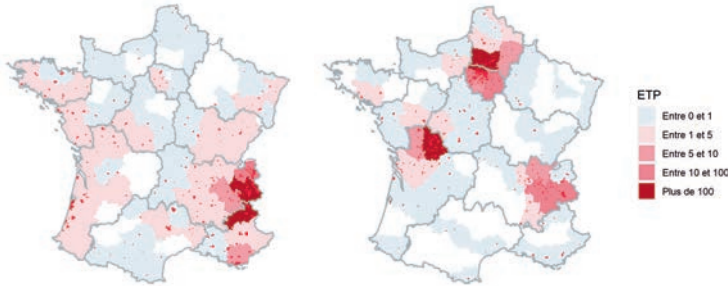 ETP
Entre 0 et 1
Entre 1 et 5
Entre 5 et 10
Entre 10 et 100
Plus de 100